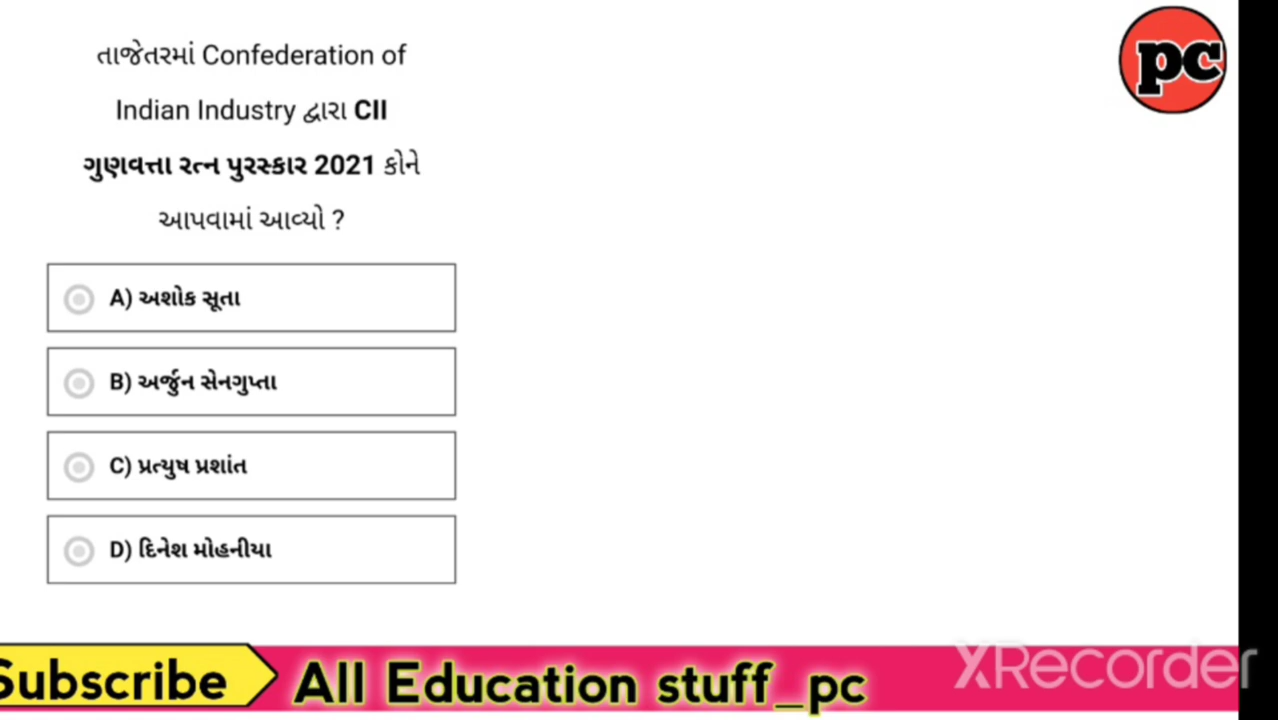 તાજેતરમાં Confederation of
Indian Industry દ્વારા CII
ગુણવત્તા રત્ન પુરસ્કાર 2021 કોને
આપવામાં આવ્યો ?
A) અશોક સૂતા
B) અર્જુન સેનગુપ્તા
C) પ્રત્યુષ પ્રશાંત
D) દિનેશ મોહનીયા
pc
Subscribe All Education stuff_pc
XRecorder